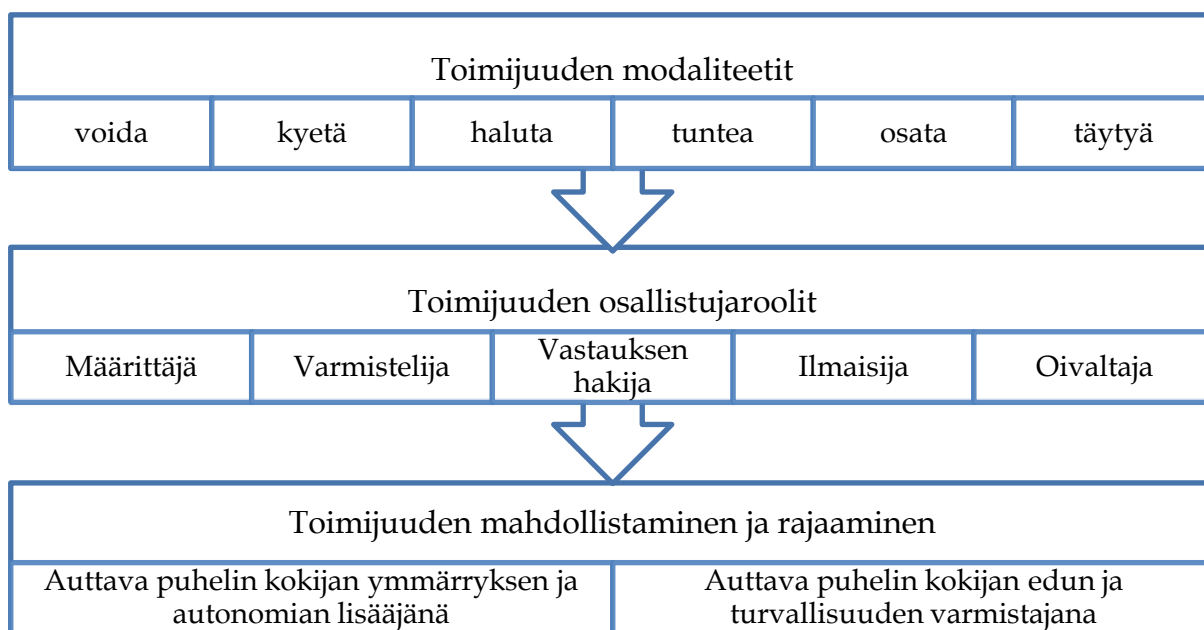 Toimijuuden modaliteetit
voida kyetä haluta tuntea osata täytyä
Toimijuuden osallistujaroolit
Määrittäjä Varmistelija Vastauksen hakija Ilmaisija Oivaltaja
Toimijuuden mahdollistaminen ja rajaaminen
Auttava puhelin kokijan ymmärryksen ja
autonomian lisääjänä
Auttava puhelin kokijan edun ja
turvallisuuden varmistajana